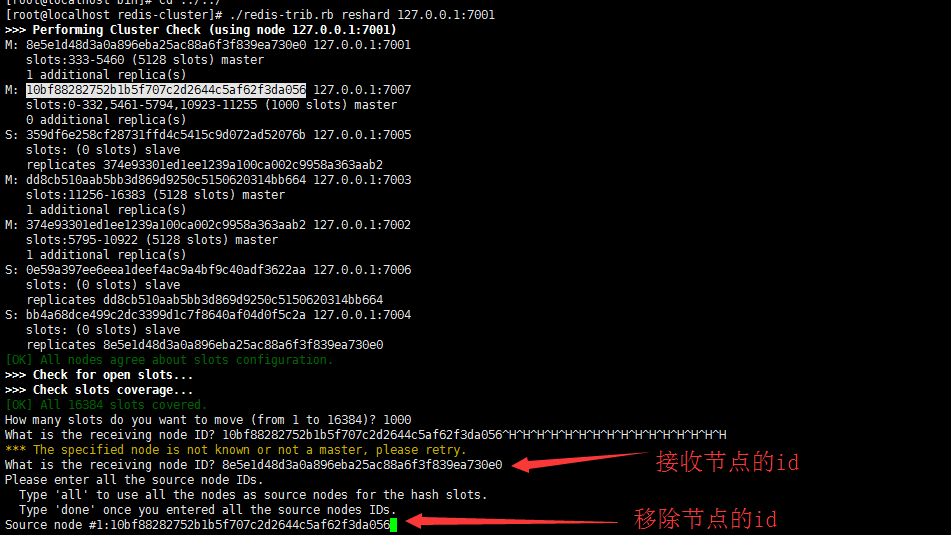 [root@localhost bin]# cd ../../
[root@localhost redis-cluster]# ./redis-trib.rb reshard 127.0.0.1:7001
>>> Performing Cluster Check (using node 127.0.0.1:7001)
M: 8e5e1d48d3a0a896eba25ac88a6f3f839ea730e0 127.0.0.1:7001
   slots:333-5460 (5128 slots) master
   1 additional replica(s)
M: 10bf88282752b1b5f707c2d2644c5af62f3da056 127.0.0.1:7007
   slots:0-332,5461-5794,10923-11255 (1000 slots) master
   0 additional replica(s)
S: 359df6e258cf28731ffd4c5415c9d072ad52076b 127.0.0.1:7005
   slots: (0 slots) slave
   replicates 374e93301ed1ee1239a100ca002c9958a363aab2
M: dd8cb510aab5bb3d869d9250c5150620314bb664 127.0.0.1:7003
   slots:11256-16383 (5128 slots) master
   1 additional replica(s)
M: 374e93301ed1ee1239a100ca002c9958a363aab2 127.0.0.1:7002
   slots:5795-10922 (5128 slots) master
   1 additional replica(s)
S: 0e59a397ee6eea1deef4ac9a4bf9c40adf3622aa 127.0.0.1:7006
   slots: (0 slots) slave
   replicates dd8cb510aab5bb3d869d9250c5150620314bb664
S: bb4a68dce499c2dc3399d1c7f8640af04d0f5c2a 127.0.0.1:7004
   slots: (0 slots) slave
   replicates 8e5e1d48d3a0a896eba25ac88a6f3f839ea730e0
[OK] All nodes agree about slots configuration.
>>> Check for open slots...
>>> Check slots coverage...
[OK] All 16384 slots covered.
How many slots do you want to move (from 1 to 16384)? 1000
What is the receiving node ID? 10bf88282752b1b5f707c2d2644c5af62f3da056^H^H^H^H^H^H^H^H^H^H^H^H^H^H^H^H
*** The specified node is not known or not a master, please retry.
What is the receiving node ID? 8e5e1d48d3a0a896eba25ac88a6f3f839ea730e0 接收节点的id
Please enter all the source node IDs.
  Type 'all' to use all the nodes as source nodes for the hash slots.
  Type 'done' once you entered all the source nodes IDs.
Source node #1:10bf88282752b1b5f707c2d2644c5af62f3da056 移除节点的id